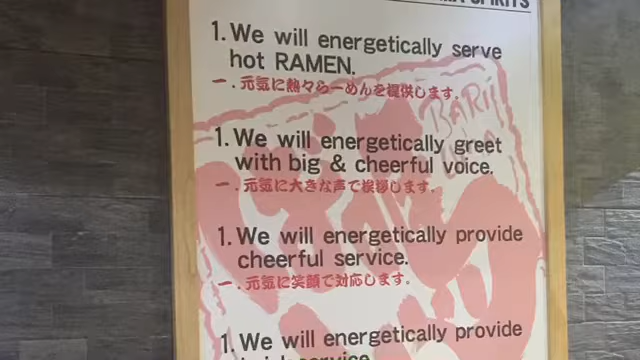 SPIRITS
1. We will energetically serve
hot RAMEN.
一. 元気に熱々らーめんを提供します。
1. We will energetically greet
with big & cheerful voice.
一. 元気に大きな声で挨拶します。
1. We will energetically provide
cheerful service.
一. 元気に笑顔で対応します。
1. We will energetically provide
service.
BARI